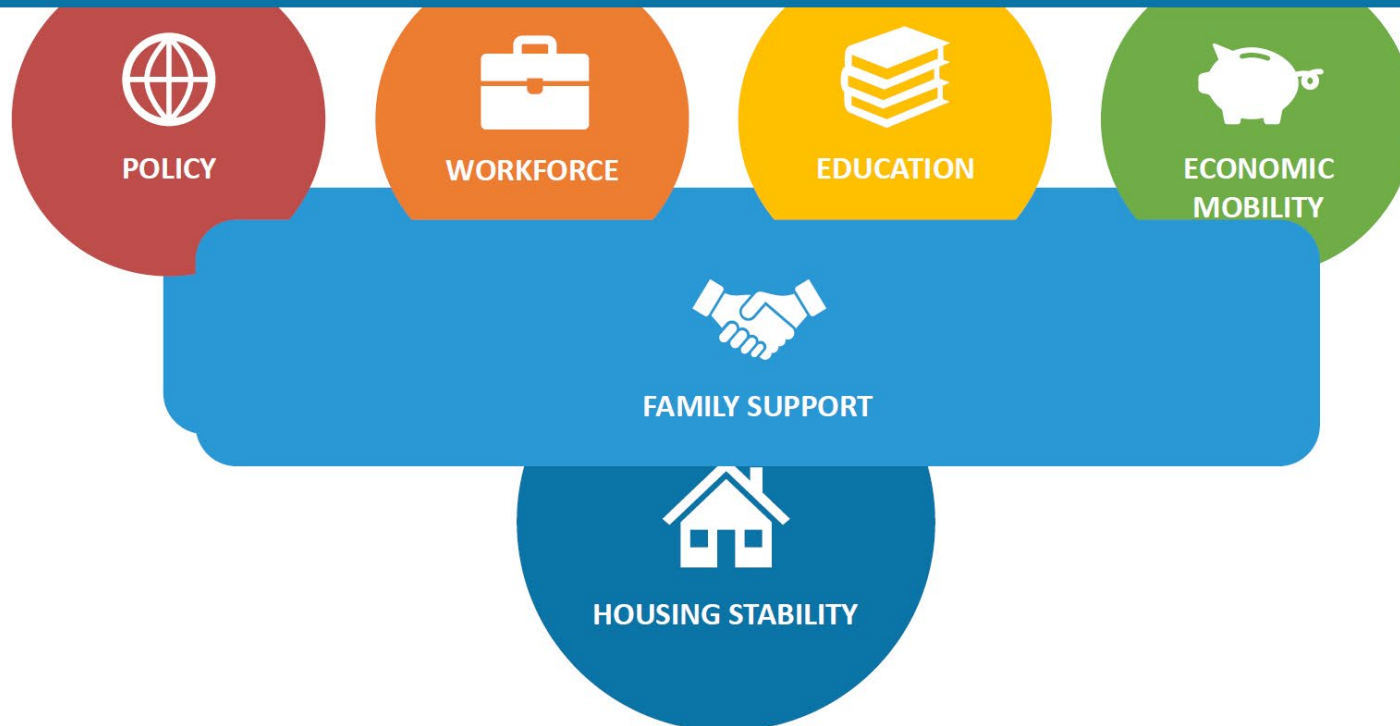 POLICY
WORKFORCE
EDUCATION
ECONOMIC
MOBILITY
FAMILY SUPPORT
HOUSING STABILITY